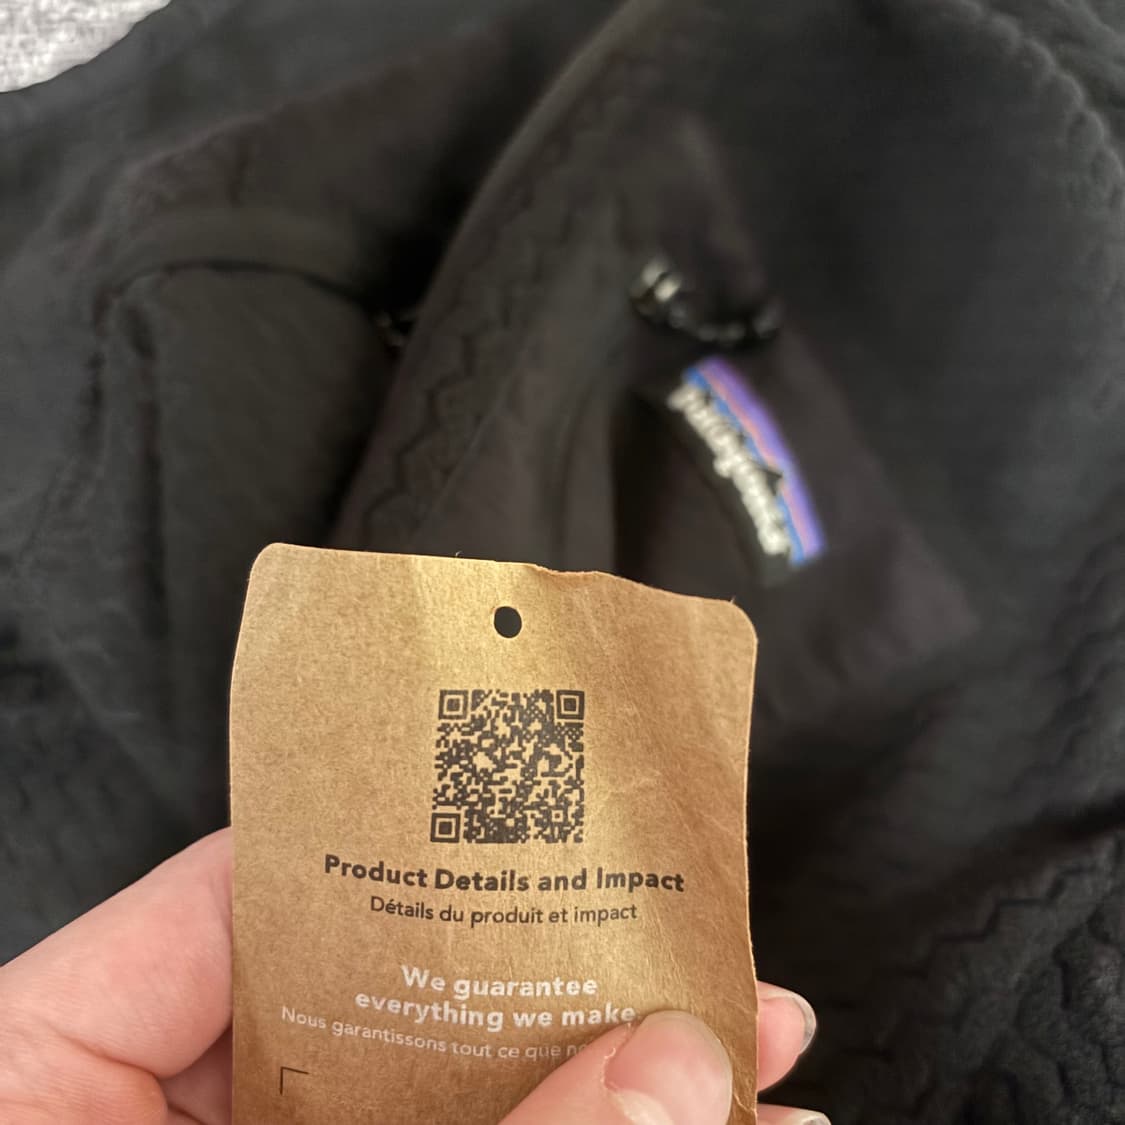 patagonia
Product Details and Impact
Détails du produit et impact
We guarantee
everything we make.
Nous garantissons tout ce que